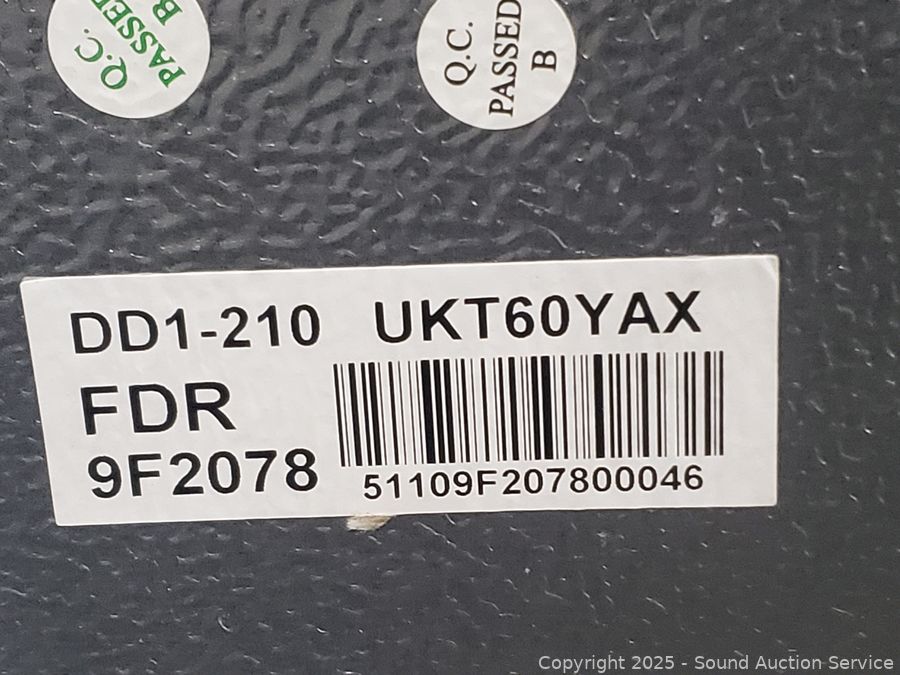 Q.C.
PASSED
B
Q.C.
PASSED
B
DD1-210 UKT60YAX
FDR
9F2078
51109F207800046
Copyright 2025 - Sound Auction Service